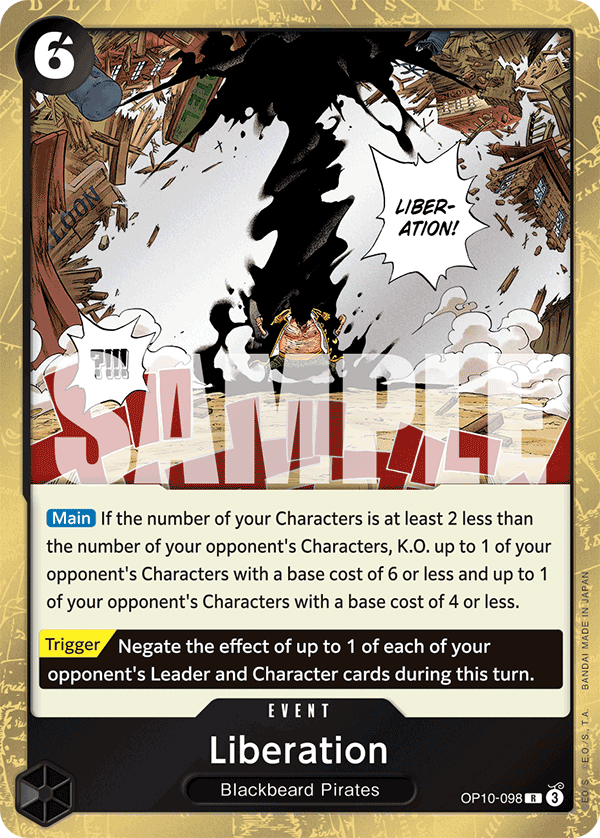 6
LIBER-
ATION!
?!!!
SAMPLE
Main If the number of your Characters is at least 2 less than
the number of your opponent's Characters, K.O. up to 1 of your
opponent's Characters with a base cost of 6 or less and up to 1
of your opponent's Characters with a base cost of 4 or less.
Trigger Negate the effect of up to 1 of each of your
opponent's Leader and Character cards during this turn.
EVENT
Liberation
Blackbeard Pirates
OP10-098 R 3
©E.O./S, T.A. BANDAI MADE IN JAPAN